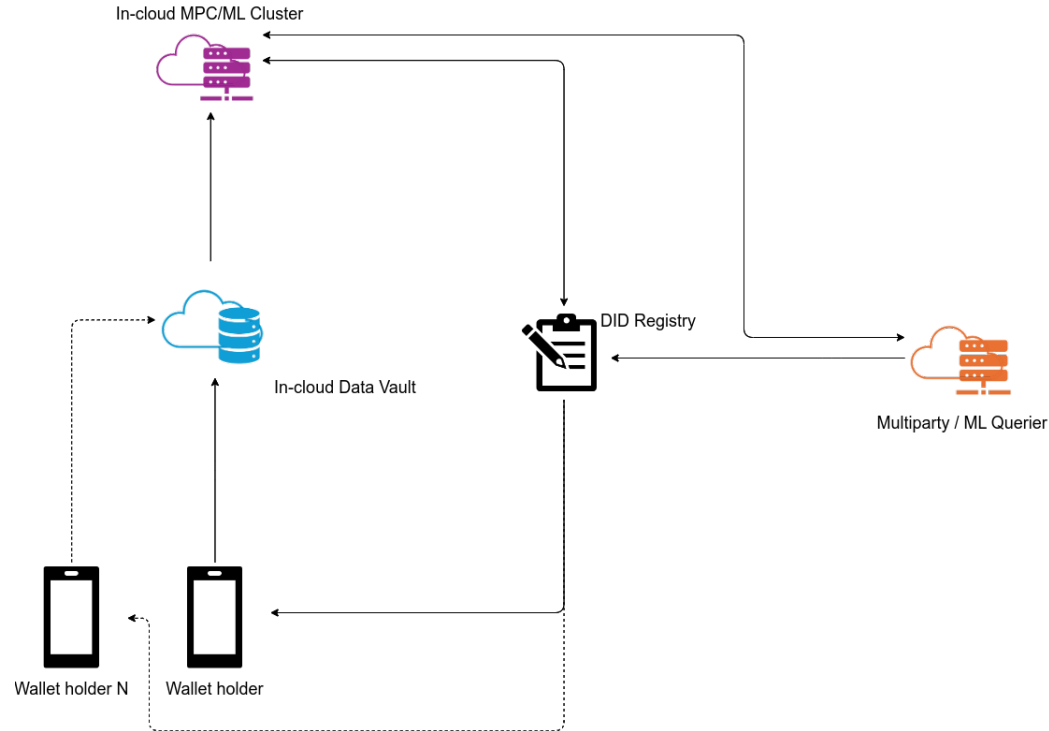 In-cloud MPC/ML Cluster
DID Registry
In-cloud Data Vault
Multiparty / ML Querier
Wallet holder N
Wallet holder